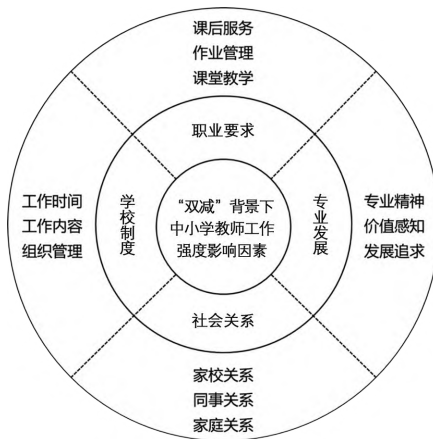 课后服务
作业管理
课堂教学
职业要求
工作时间
工作内容
组织管理
学校制度
“双减”背景下
中小学教师工作
强度影响因素
专业发展
专业精神
价值感知
发展追求
社会关系
家校关系
同事关系
家庭关系